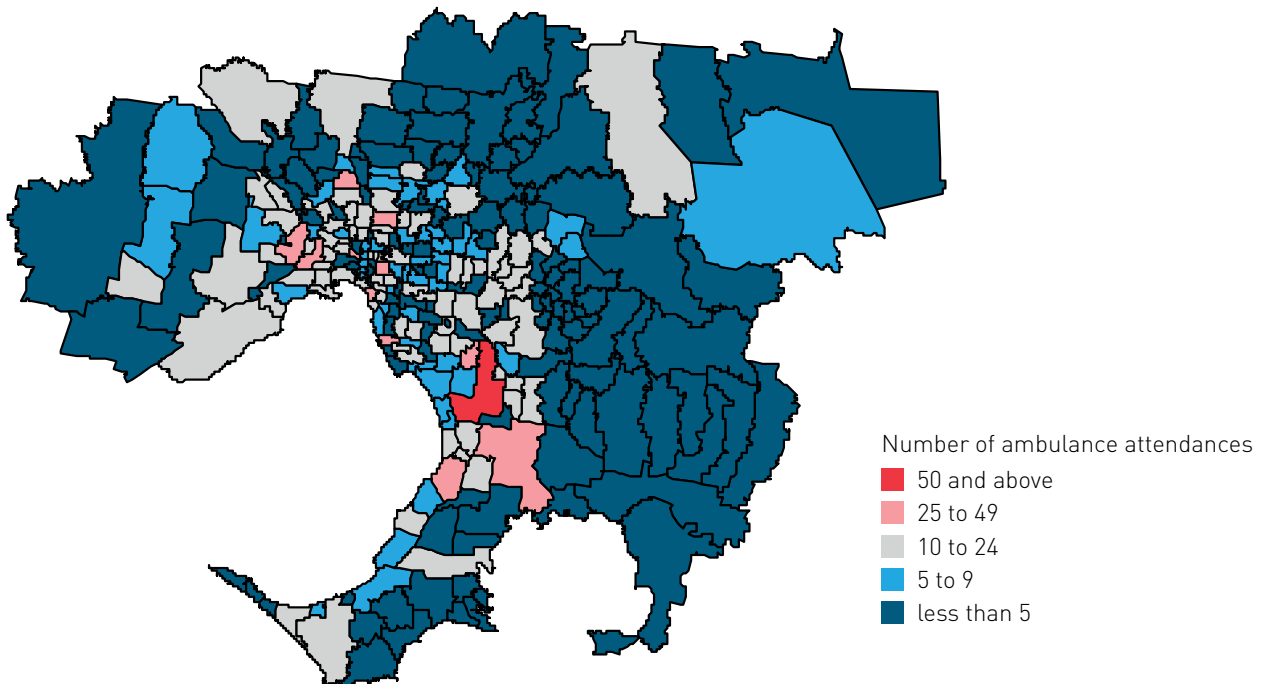 Number of ambulance attendances
50 and above
25 to 49
10 to 24
5 to 9
less than 5